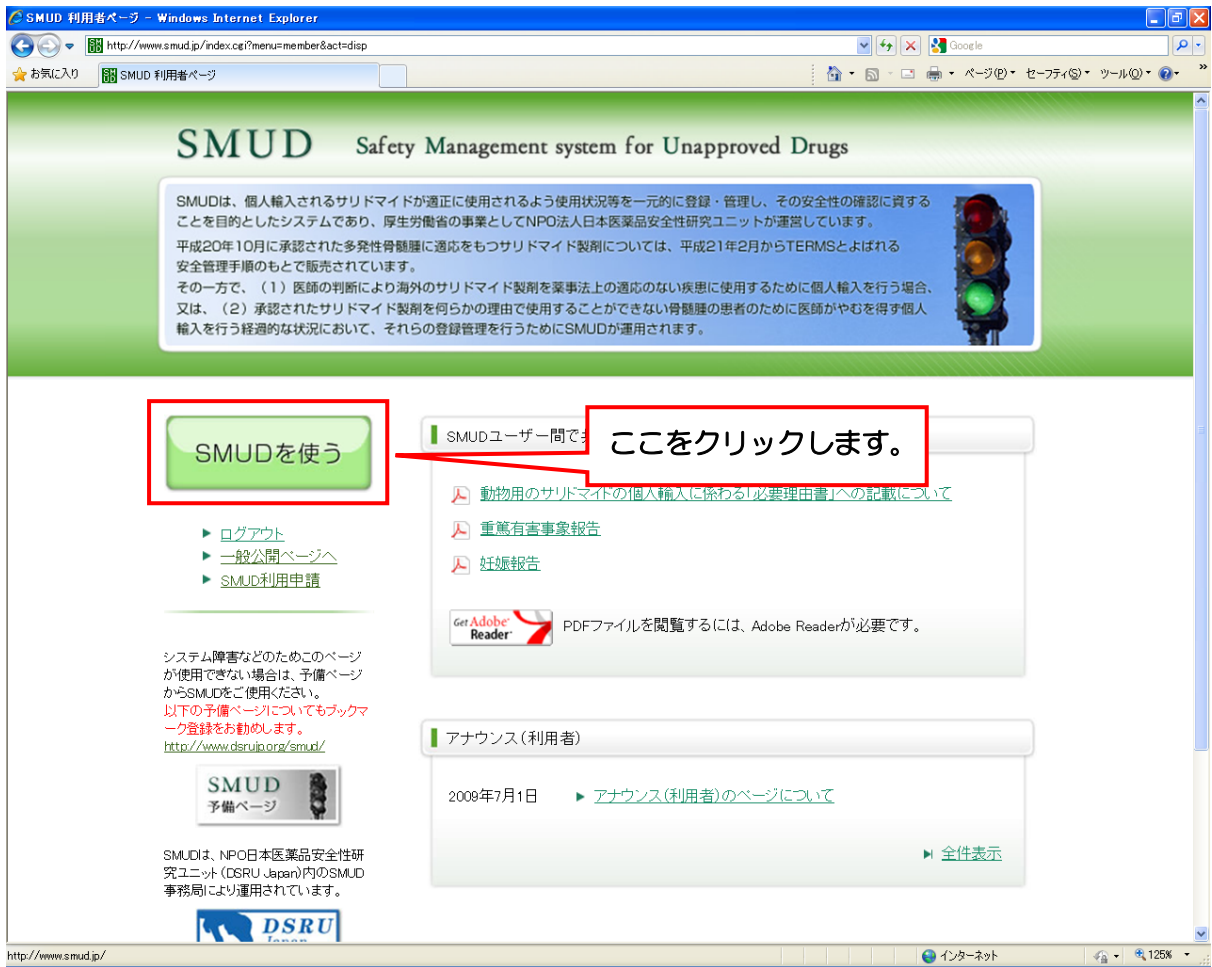 SMUD 利用者ページ - Windows Internet Explorer
http://www.smud.jp/index.cgi?menu=member&act=disp
Google
お気に入り
SMUD 利用者ページ
ページ(P)
セーフティ(S)
ツール(O)
SMUD Safety Management system for Unapproved Drugs
SMUDは、個人輸入されるサリドマイドが適正に使用されるよう使用状況等を一元的に登録・管理し、その安全性の確認に資する
ことを目的としたシステムであり、厚生労働省の事業としてNPO法人日本医薬品安全性研究ユニットが運営しています。
平成20年10月に承認された多発性骨髄腫に適応をもつサリドマイド製剤については、平成21年2月からTERMSとよばれる
安全管理手順のもとで販売されています。
その一方で、（1）医師の判断により海外のサリドマイド製剤を薬事法上の適応のない疾患に使用するために個人輸入を行う場合、
又は、（2）承認されたサリドマイド製剤を何らかの理由で使用することができない骨髄腫の患者のために医師がやむを得ず個人
輸入を行う経過的な状況において、それらの登録管理を行うためにSMUDが運用されます。
SMUDを使う
ログアウト
一般公開ページへ
SMUD利用申請
システム障害などのためこのページ
が使用できない場合は、予備ページ
からSMUDをご使用ください。
以下の予備ページについてもブックマ
ーク登録をお勧めします。
http://www.dsrujp.org/smud/
SMUD
予備ページ
SMUDは、NPO日本医薬品安全性研
究ユニット(DSRU Japan)内のSMUD
事務局により運用されています。
DSRU
Japan
SMUDユーザー間で
ここをクリックします。
動物用のサリドマイドの個人輸入に係わる「必要理由書」への記載について
重篤有害事象報告
妊娠報告
Get Adobe
Reader
PDFファイルを閲覧するには、Adobe Readerが必要です。
アナウンス(利用者)
2009年7月1日
アナウンス(利用者)のページについて
全件表示
http://www.smud.jp/
インターネット
125%